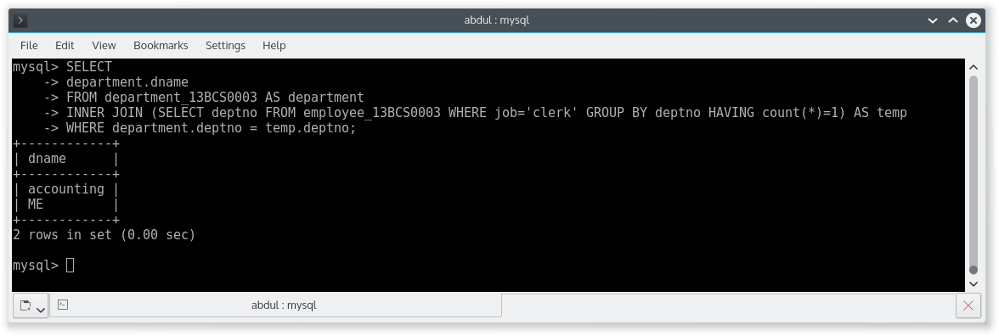 abdul : mysql
File Edit View Bookmarks Settings Help
mysql> SELECT
    -> department.dname
    -> FROM department_13BCS0003 AS department
    -> INNER JOIN (SELECT deptno FROM employee_13BCS0003 WHERE job='clerk' GROUP BY deptno HAVING count(*)=1) AS temp
    -> WHERE department.deptno = temp.deptno;
+------------+
| dname      |
+------------+
| accounting |
| ME         |
+------------+
2 rows in set (0.00 sec)
mysql>
abdul : mysql